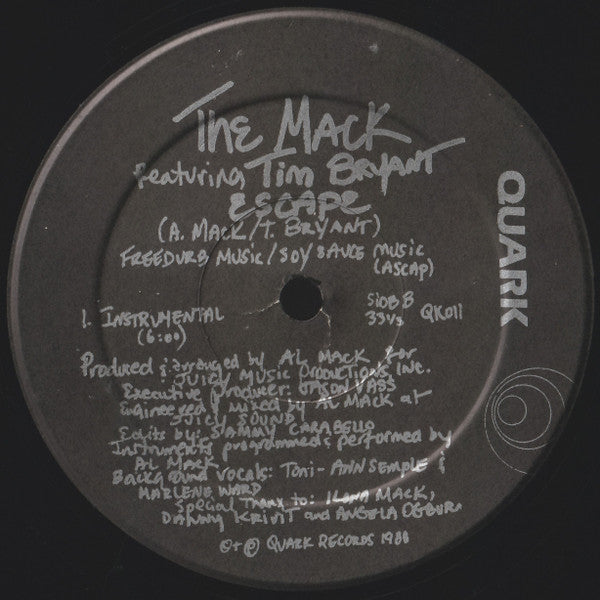 The Mack
featuring Tim Bryant
Escape
(A. Mack/T. Bryant)
Freedurb Music/Soy Sauce Music
(ASCAP)
QUARK
1. Instrumental
(6:00)
Side B
33⅓
QK011
Produced & arranged by Al Mack for
Juicy Music Productions Inc.
Executive Producer: Jason Vass
Engineered & mixed by Al Mack at
Juicy Sound
Edits by: Sammy Carabello
Instruments programmed & performed by
Al Mack
Background vocals: Toni-Ann Semple &
Marlene Ward
Special Thanx to: Ilona Mack,
Danny Krivit and Angela Ogburn
©+℗ Quark Records 1988